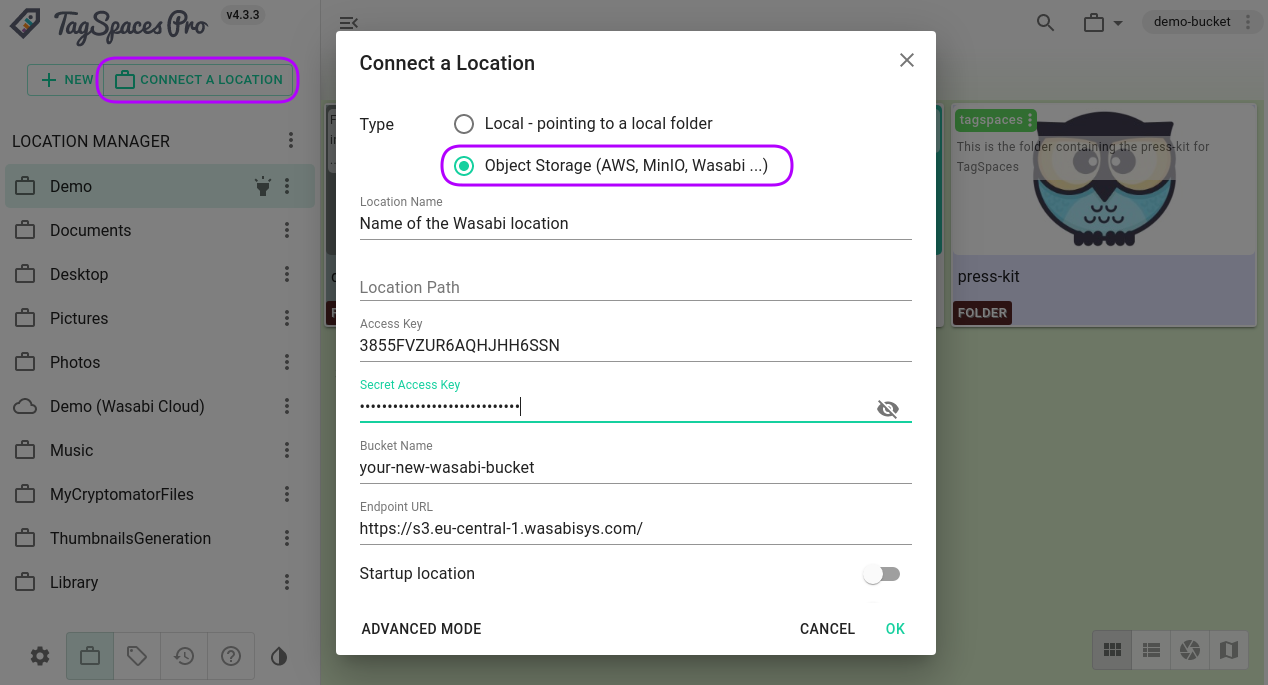 TagSpaces Pro
v4.3.3
demo-bucket
NEW
CONNECT A LOCATION
LOCATION MANAGER
Demo
Documents
Desktop
Pictures
Photos
Demo (Wasabi Cloud)
Music
MyCryptomatorFiles
ThumbnailsGeneration
Library
Connect a Location
Type
Local - pointing to a local folder
Object Storage (AWS, MinIO, Wasabi ...)
Location Name
Name of the Wasabi location
Location Path
Access Key
3855FVZUR6AQHJHH6SSN
Secret Access Key
••••••••••••••••••••••••••••••
Bucket Name
your-new-wasabi-bucket
Endpoint URL
https://s3.eu-central-1.wasabisys.com/
Startup location
ADVANCED MODE
CANCEL
OK
tagspaces
This is the folder containing the press-kit for
TagSpaces
press-kit
FOLDER